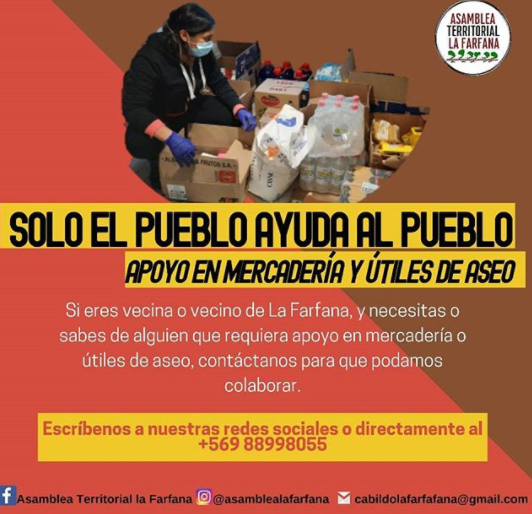 ASAMBLEA
TERRITORIAL
LA FARFANA
SOLO EL PUEBLO AYUDA AL PUEBLO
APOYO EN MERCADERÍA Y ÚTILES DE ASEO
Si eres vecina o vecino de La Farfana, y necesitas o
sabes de alguien que requiera apoyo en mercadería o
útiles de aseo, contáctanos para que podamos
colaborar.
Escríbenos a nuestras redes sociales o directamente al
+569 88998055
Asamblea Territorial la Farfana @asamblealafarfana cabildolafarfafana@gmail.com